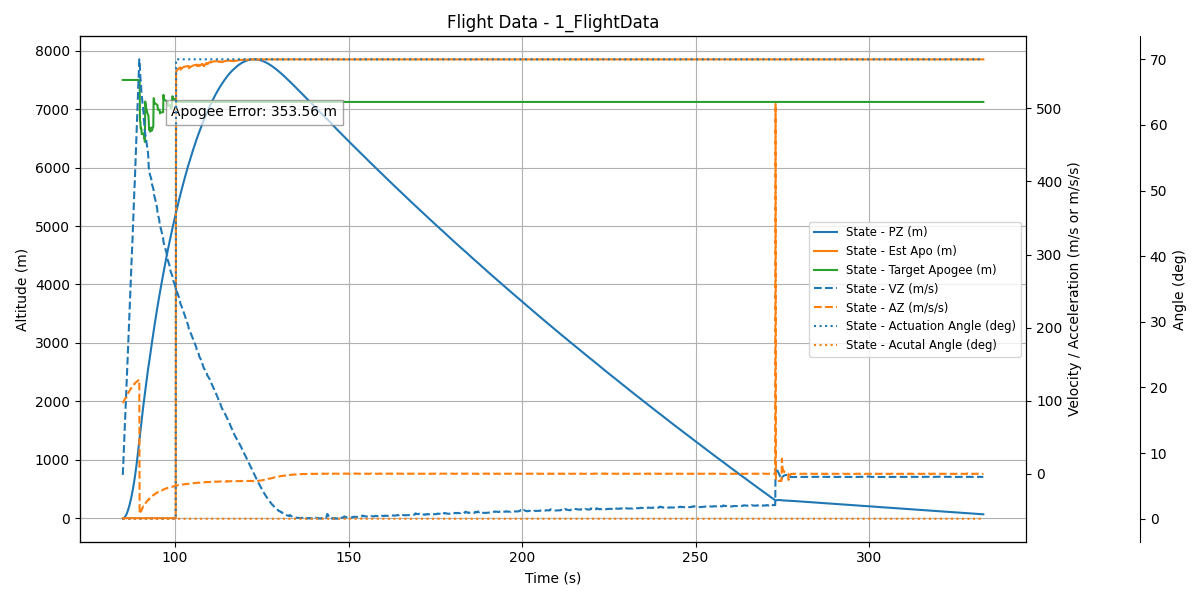 Flight Data - 1_FlightData
Altitude (m)
8000
7000
6000
5000
4000
3000
2000
1000
0
Apogee Error: 353.56 m
State - PZ (m)
State - Est Apo (m)
State - Target Apogee (m)
State - VZ (m/s)
State - AZ (m/s/s)
State - Actuation Angle (deg)
State - Acutal Angle (deg)
500
400
300
200
100
0
Velocity / Acceleration (m/s or m/s/s)
70
60
50
40
30
20
10
0
Angle (deg)
100
150
200
250
300
Time (s)